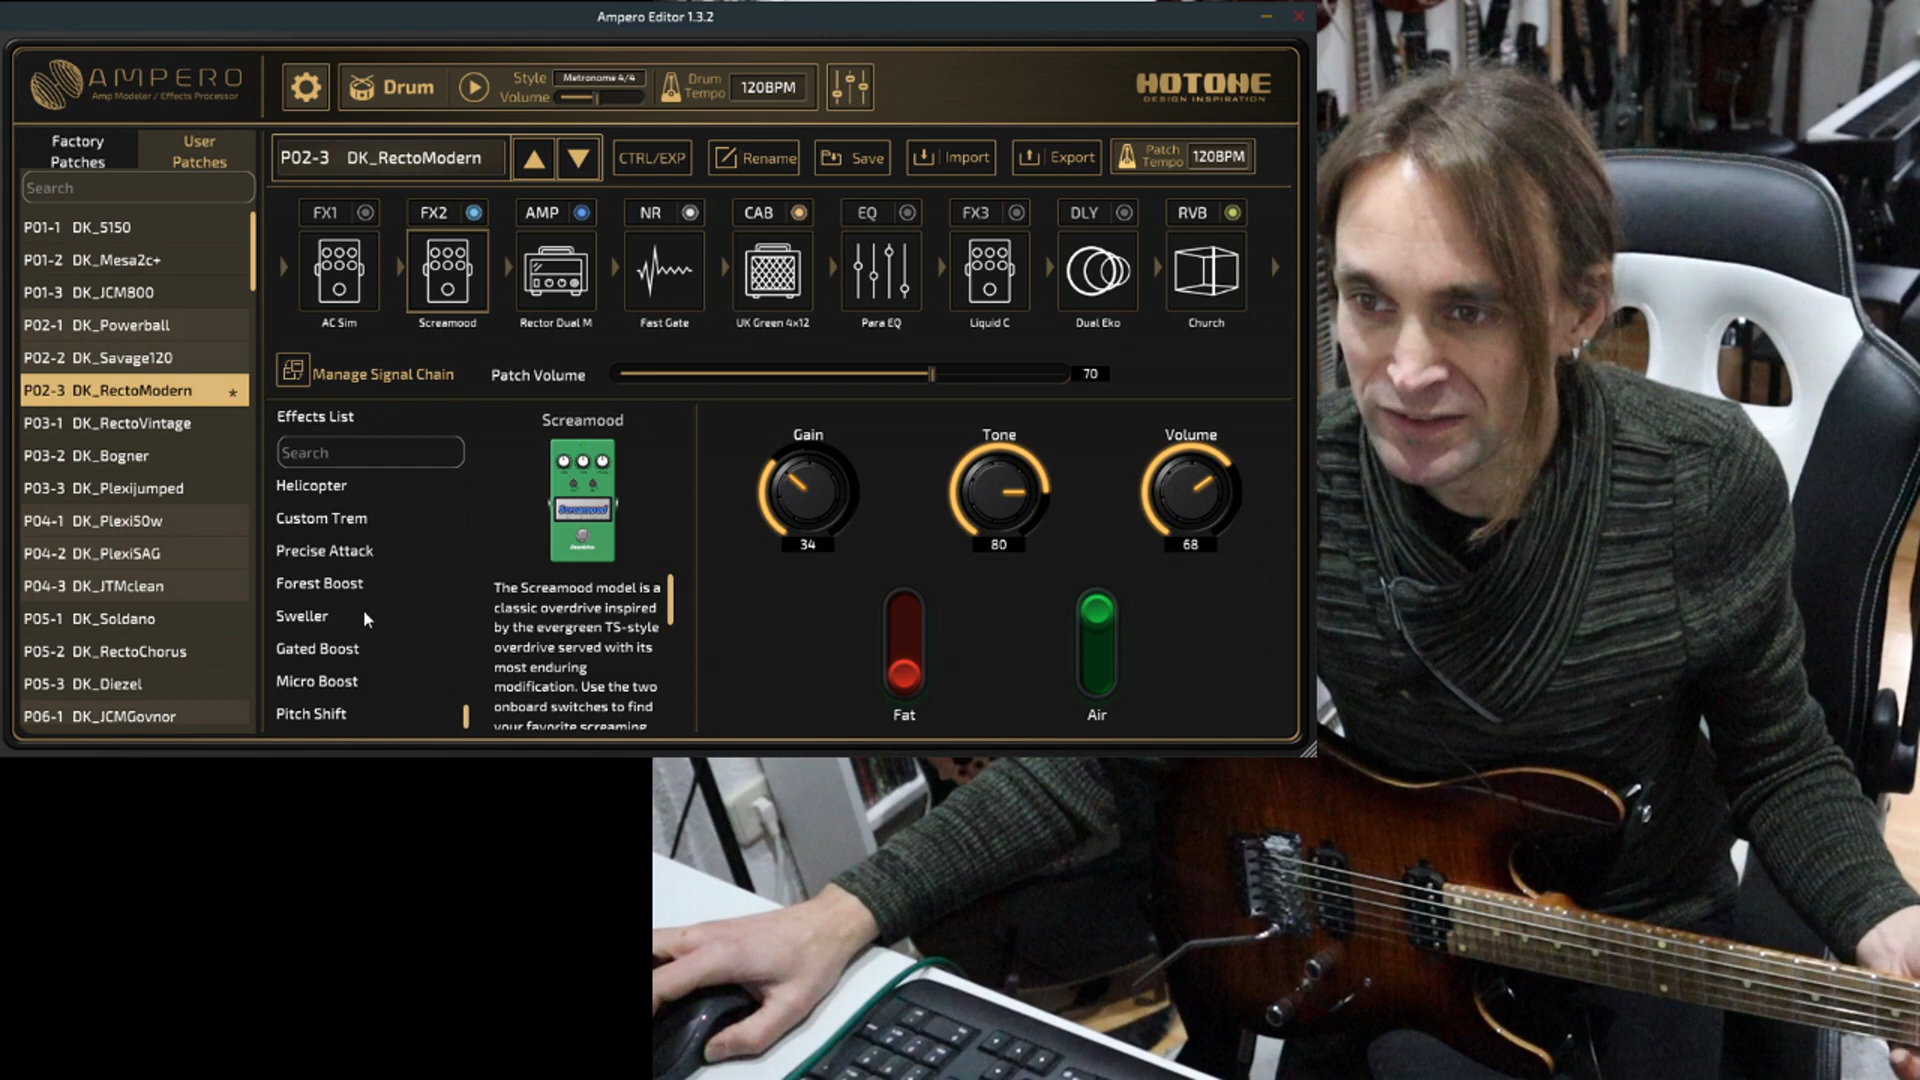 Ampero Editor 1.3.2
AMPERO
Amp Modeler / Effects Processor
Drum
Style
Metronome 4/4
Volume
Drum
Tempo
120BPM
HOTONE
DESIGN INSPIRATION
Factory
Patches
User
Patches
Search
P01-1 DK_5150
P01-2 DK_Mesa2c+
P01-3 DK_JCM800
P02-1 DK_Powerball
P02-2 DK_Savage120
P02-3 DK_RectoModern *
P03-1 DK_RectoVintage
P03-2 DK_Bogner
P03-3 DK_Plexijumped
P04-1 DK_Plexi50w
P04-2 DK_PlexiSAG
P04-3 DK_JTMclean
P05-1 DK_Soldano
P05-2 DK_RectoChorus
P05-3 DK_Diezel
P06-1 DK_JCMGovnor
P02-3 DK_RectoModern
CTRL/EXP
Rename
Save
Import
Export
Patch
Tempo
120BPM
FX1
FX2
AMP
NR
CAB
EQ
FX3
DLY
RVB
AC Sim
Screamood
Rector Dual M
Fast Gate
UK Green 4x12
Para EQ
Liquid C
Dual Eko
Church
Manage Signal Chain
Patch Volume
70
Effects List
Search
Helicopter
Custom Trem
Precise Attack
Forest Boost
Sweller
Gated Boost
Micro Boost
Pitch Shift
Screamood
Screamood
The Screamood model is a
classic overdrive inspired
by the evergreen TS-style
overdrive served with its
most enduring
modification. Use the two
onboard switches to find
your favorite screaming
Gain
34
Tone
80
Volume
68
Fat
Air